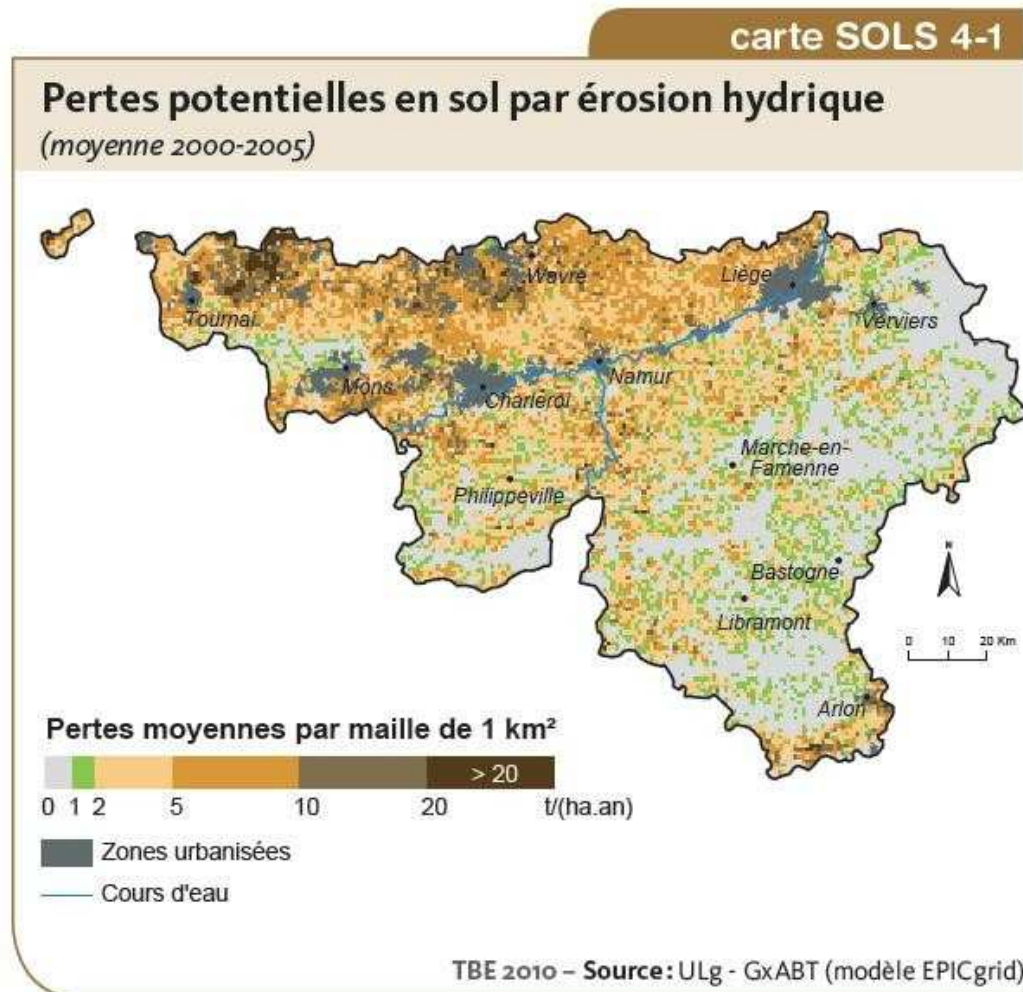 carte SOLS 4-1
Pertes potentielles en sol par érosion hydrique
(moyenne 2000-2005)
Wavre
Liège
Tournai
Verviers
Mons
Charleroi
Namur
Marche-en-
Famenne
Philippeville
N
Bastogne
Libramont
0 10 20 Km
Arlon
Pertes moyennes par maille de 1 km²
> 20
0 1 2 5 10 20 t/(ha.an)
Zones urbanisées
Cours d'eau
TBE 2010 – Source: ULg - GxABT (modèle EPICgrid)